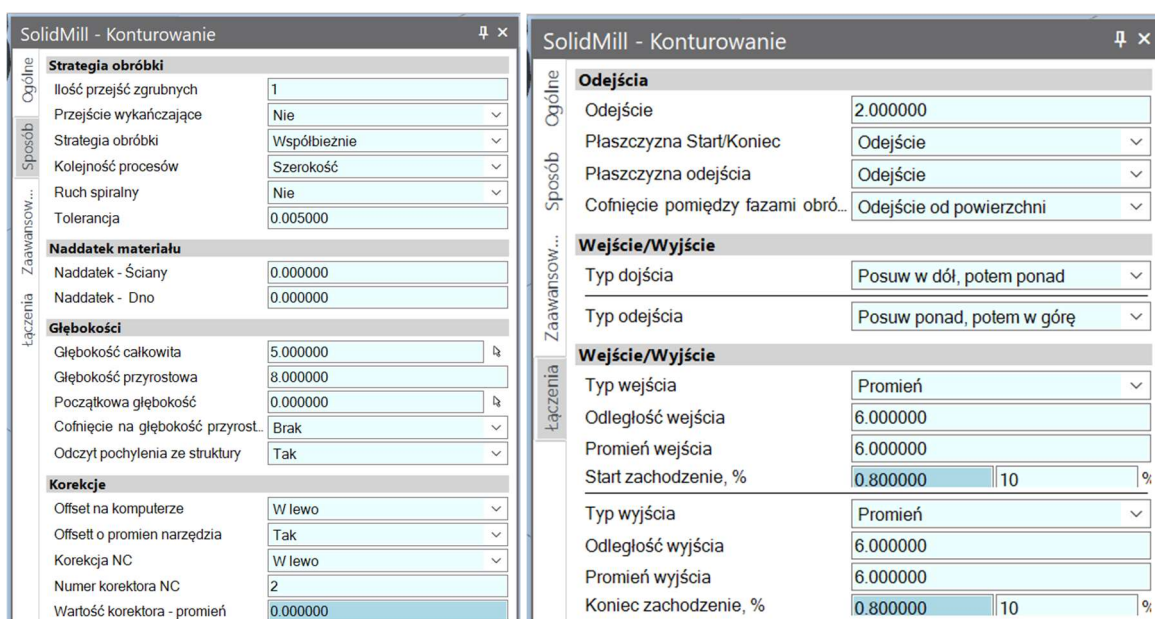 SolidMill - Konturowanie
Ogólne
Sposób
Zaawansow...
Łączenia
Strategia obróbki
Ilość przejść zgrubnych 1
Przejście wykańczające Nie
Strategia obróbki Współbieżnie
Kolejność procesów Szerokość
Ruch spiralny Nie
Tolerancja 0.005000
Naddatek materiału
Naddatek - Ściany 0.000000
Naddatek - Dno 0.000000
Głębokości
Głębokość całkowita 5.000000
Głębokość przyrostowa 8.000000
Początkowa głębokość 0.000000
Cofnięcie na głębokość przyrost... Brak
Odczyt pochylenia ze struktury Tak
Korekcje
Offset na komputerze W lewo
Offsett o promien narzędzia Tak
Korekcja NC W lewo
Numer korektora NC 2
Wartość korektora - promień 0.000000
SolidMill - Konturowanie
Ogólne
Sposób
Zaawansow...
Łączenia
Odejścia
Odejście 2.000000
Płaszczyzna Start/Koniec Odejście
Płaszczyzna odejścia Odejście
Cofnięcie pomiędzy fazami obró... Odejście od powierzchni
Wejście/Wyjście
Typ dojścia Posuw w dół, potem ponad
Typ odejścia Posuw ponad, potem w górę
Wejście/Wyjście
Typ wejścia Promień
Odległość wejścia 6.000000
Promień wejścia 6.000000
Start zachodzenie, % 0.800000 10 %
Typ wyjścia Promień
Odległość wyjścia 6.000000
Promień wyjścia 6.000000
Koniec zachodzenie, % 0.800000 10 %